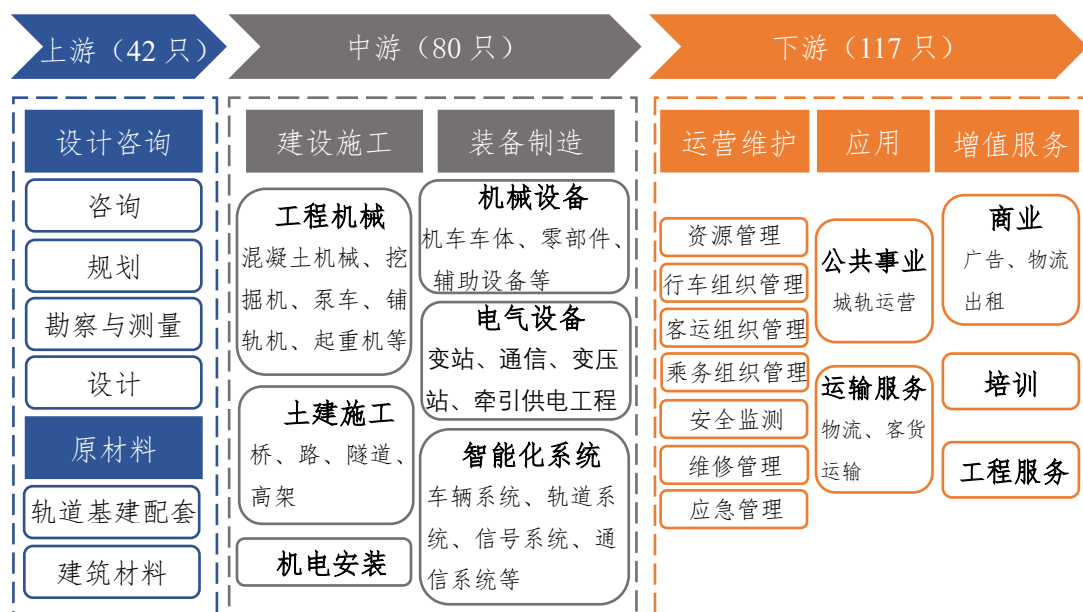 上游（42 只）
中游（80 只）
下游（117 只）
设计咨询
咨询
规划
勘察与测量
设计
原材料
轨道基建配套
建筑材料
建设施工
工程机械
混凝土机械、挖
掘机、泵车、铺
轨机、起重机等
土建施工
桥、路、隧道、
高架
机电安装
装备制造
机械设备
机车车体、零部件、
辅助设备等
电气设备
变站、通信、变压
站、牵引供电工程
智能化系统
车辆系统、轨道系
统、信号系统、通
信系统等
运营维护
资源管理
行车组织管理
客运组织管理
乘务组织管理
安全监测
维修管理
应急管理
应用
公共事业
城轨运营
运输服务
物流、客货
运输
增值服务
商业
广告、物流
出租
培训
工程服务